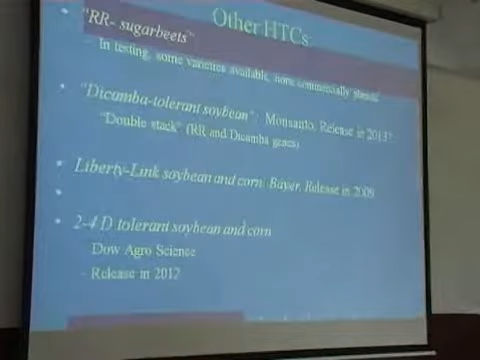 Other HTCs
• "RR- sugarbeets"
– In testing, some varieties available, none commercially planted
• "Dicamba-tolerant soybean". Monsanto. Release in 2013?
"Double stack" (RR and Dicamba genes)
• Liberty-Link soybean and corn. Bayer. Release in 2009
•
• 2-4 D tolerant soybean and corn
Dow Agro Science
– Release in 2012